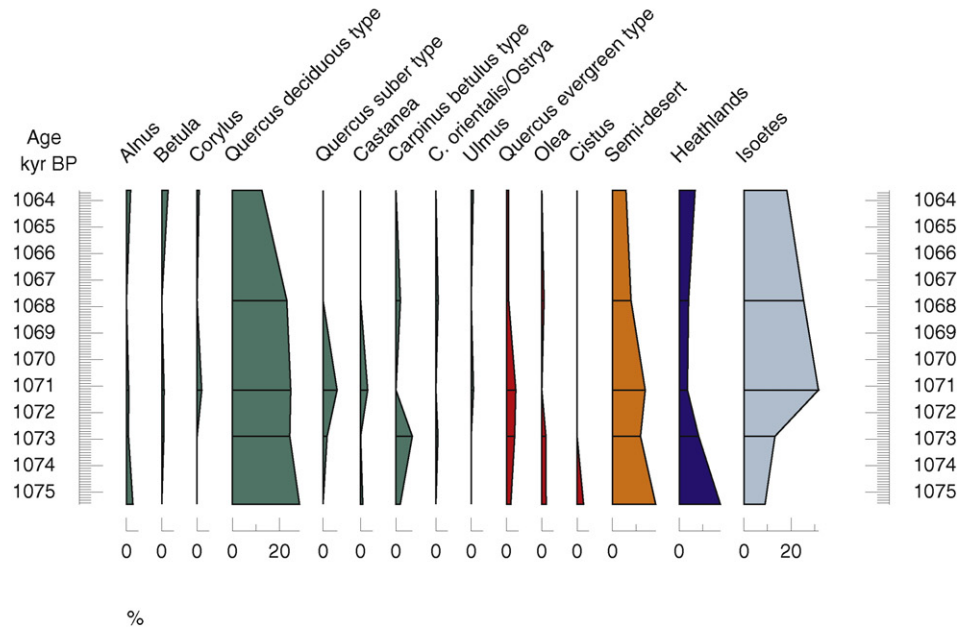 Age
kyr BP
Alnus
Betula
Corylus
Quercus deciduous type
Quercus suber type
Castanea
Carpinus betulus type
C. orientalis/Ostrya
Ulmus
Quercus evergreen type
Olea
Cistus
Semi-desert
Heathlands
Isoetes
1064 1064
1065 1065
1066 1066
1067 1067
1068 1068
1069 1069
1070 1070
1071 1071
1072 1072
1073 1073
1074 1074
1075 1075
0 0 0 0 20 0 0 0 0 0 0 0 0 0 0 0 20
%